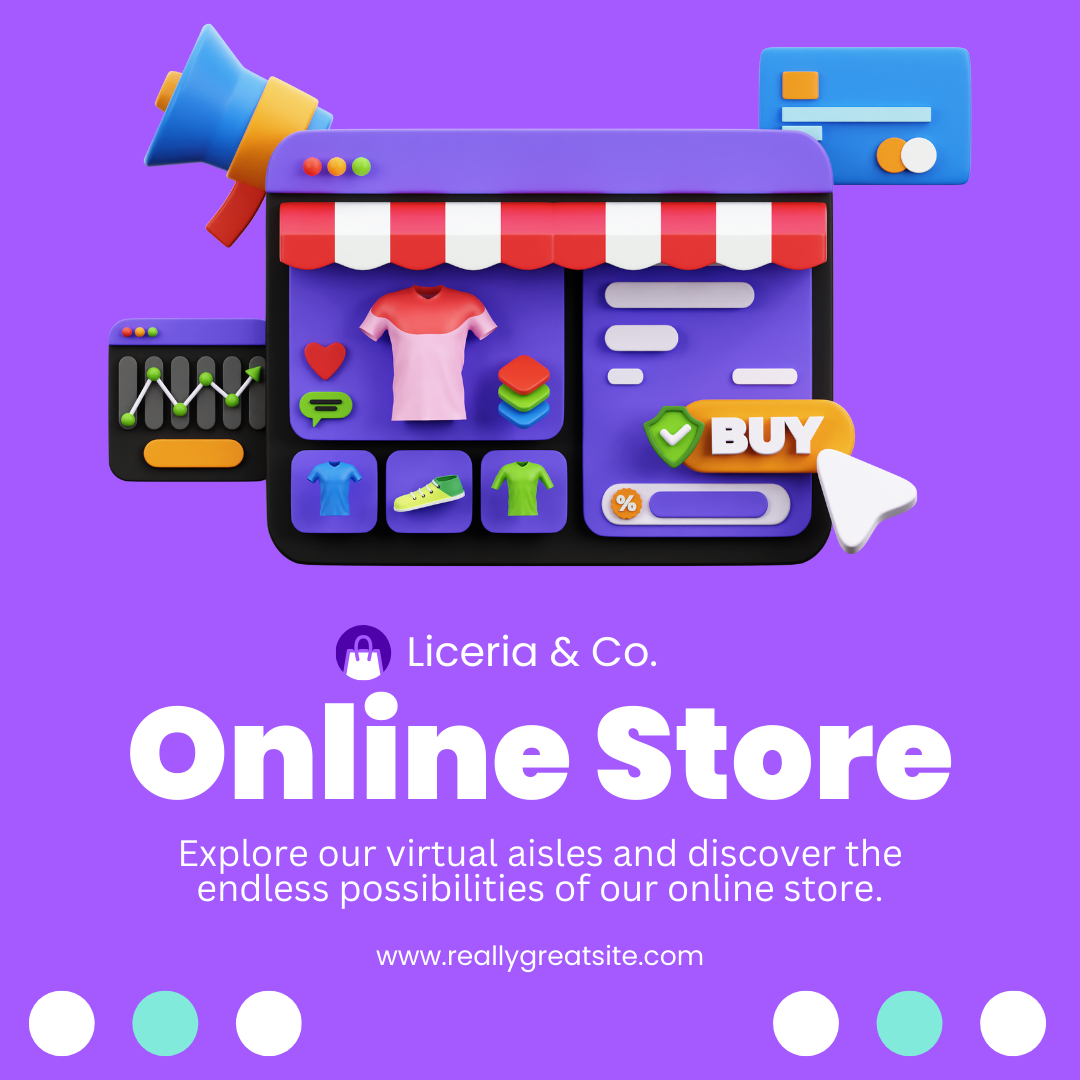 BUY
%
Liceria & Co.
Online Store
Explore our virtual aisles and discover the
endless possibilities of our online store.
www.reallygreatsite.com